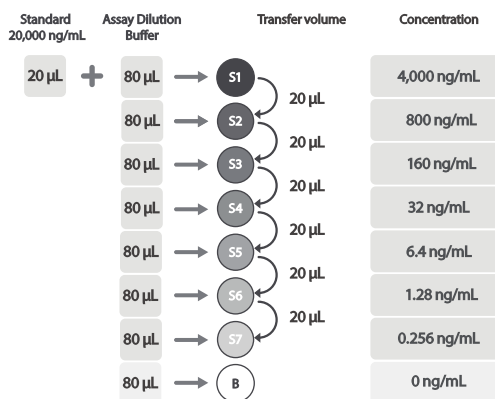 Standard
20,000 ng/mL
Assay Dilution
Buffer
Transfer volume
Concentration
20 µL + 80 µL S1 4,000 ng/mL
20 µL
80 µL S2 800 ng/mL
20 µL
80 µL S3 160 ng/mL
20 µL
80 µL S4 32 ng/mL
20 µL
80 µL S5 6.4 ng/mL
20 µL
80 µL S6 1.28 ng/mL
20 µL
80 µL S7 0.256 ng/mL
80 µL B 0 ng/mL